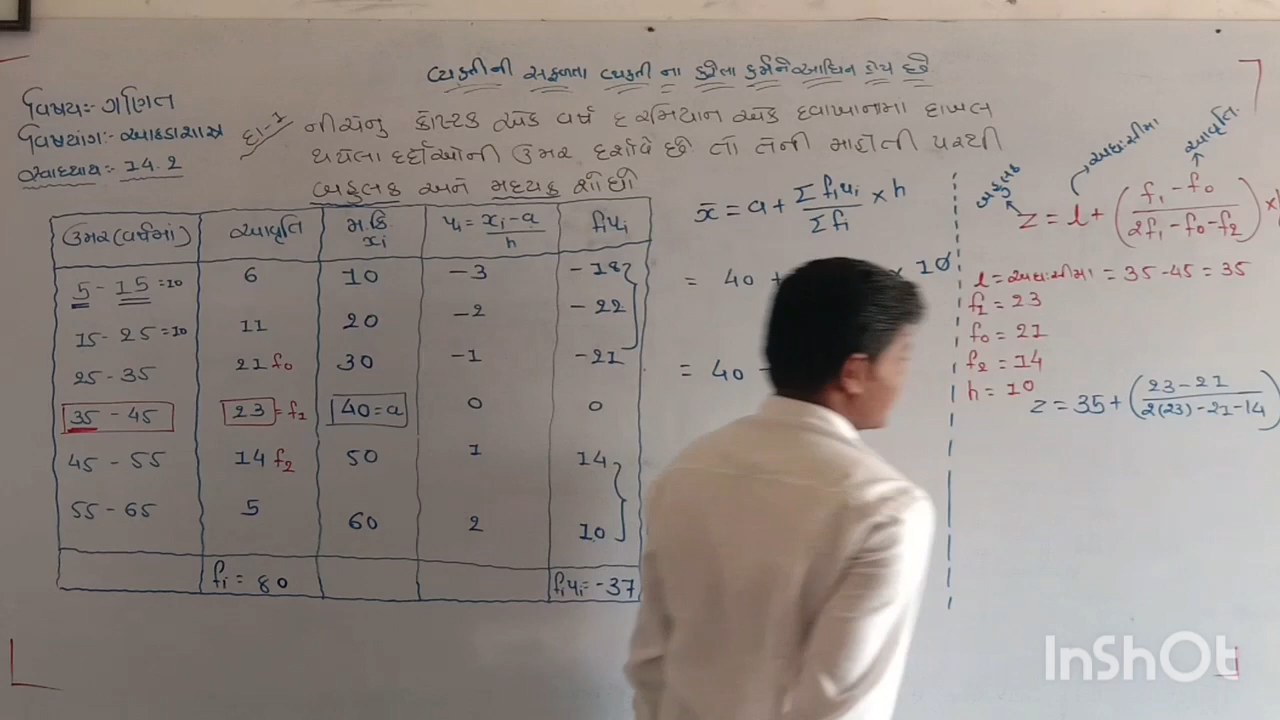 વ્યક્તીની સફળતા વ્યક્તી ના કરેલા કર્મને આધિન હોય છે
વિષય:- ગણિત
વિષયાંગ:- આંકડાશાસ્ત્ર
સ્વાધ્યાય:- 14.2
દા-1 નીચેનુ કોષ્ટક એક વર્ષ દરમિયાન એક દવાખાનામા દાખલ
થયેલા દર્દીઓની ઉમર દર્શાવે છે તો તેની માહીતી પરથી
બહુલક અને મધ્યક શોધો
ઉમર(વર્ષમાં) આવૃતિ મ.કિ. xi ui = xi-a/h fiui
5 - 15 =10 6 10 -3 -18
15 - 25 =10 11 20 -2 -22
25 - 35 21 f0 30 -1 -21
35 - 45 23 = f1 40=a 0 0
45 - 55 14 f2 50 1 14
55 - 65 5 60 2 10
fi = 80 fiui = -37
x̄ = a + Σfiui/Σfi × h
= 40 + × 10
= 40 -
બહુલક અધઃસીમા આવૃતિ
Z = l + (f1-f0/2f1-f0-f2) ×
l = અધઃસીમા = 35-45 = 35
f1 = 23
f0 = 21
f2 = 14
h = 10
Z = 35 + (23-21/2(23)-21-14)
InShOt